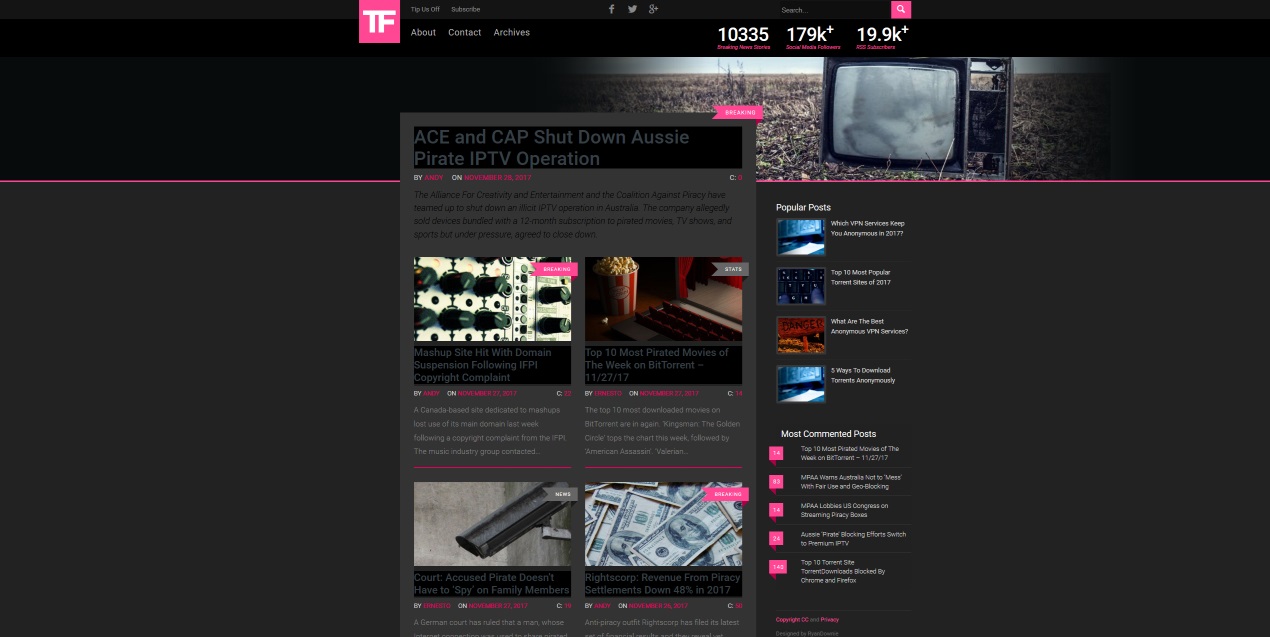 Tip Us Off Subscribe
Search...
TF
About Contact Archives
10335 179k+ 19.9k+
Breaking News Stories Social Media Followers RSS Subscribers
BREAKING
ACE and CAP Shut Down Aussie
Pirate IPTV Operation
BY ANDY ON NOVEMBER 28, 2017 C: 0
The Alliance For Creativity and Entertainment and the Coalition Against Piracy have
teamed up to shut down an illicit IPTV operation in Australia. The company allegedly
sold devices bundled with a 12-month subscription to pirated movies, TV shows, and
sports but under pressure, agreed to close down.
BREAKING
Mashup Site Hit With Domain
Suspension Following IFPI
Copyright Complaint
BY ANDY ON NOVEMBER 27, 2017 C: 22
A Canada-based site dedicated to mashups
lost use of its main domain last week
following a copyright complaint from the IFPI.
The music industry group contacted...
STATS
Top 10 Most Pirated Movies of
The Week on BitTorrent –
11/27/17
BY ERNESTO ON NOVEMBER 27, 2017 C: 14
The top 10 most downloaded movies on
BitTorrent are in again. 'Kingsman: The Golden
Circle' tops the chart this week, followed by
'American Assassin'. 'Valerian...
NEWS
Court: Accused Pirate Doesn't
Have to 'Spy' on Family Members
BY ERNESTO ON NOVEMBER 27, 2017 C: 19
A German court has ruled that a man, whose
Internet connection was used to share pirated
BREAKING
Rightscorp: Revenue From Piracy
Settlements Down 48% in 2017
BY ANDY ON NOVEMBER 26, 2017 C: 50
Anti-piracy outfit Rightscorp has filed its latest
set of financial results and they reveal yet
Popular Posts
Which VPN Services Keep
You Anonymous in 2017?
Top 10 Most Popular
Torrent Sites of 2017
DANGER
What Are The Best
Anonymous VPN Services?
5 Ways To Download
Torrents Anonymously
Most Commented Posts
14
Top 10 Most Pirated Movies of The
Week on BitTorrent – 11/27/17
83
MPAA Warns Australia Not to 'Mess'
With Fair Use and Geo-Blocking
14
MPAA Lobbies US Congress on
Streaming Piracy Boxes
24
Aussie 'Pirate' Blocking Efforts Switch
to Premium IPTV
143
Top 10 Torrent Site
TorrentDownloads Blocked By
Chrome and Firefox
Copyright CC and Privacy
Designed by RyanDownie